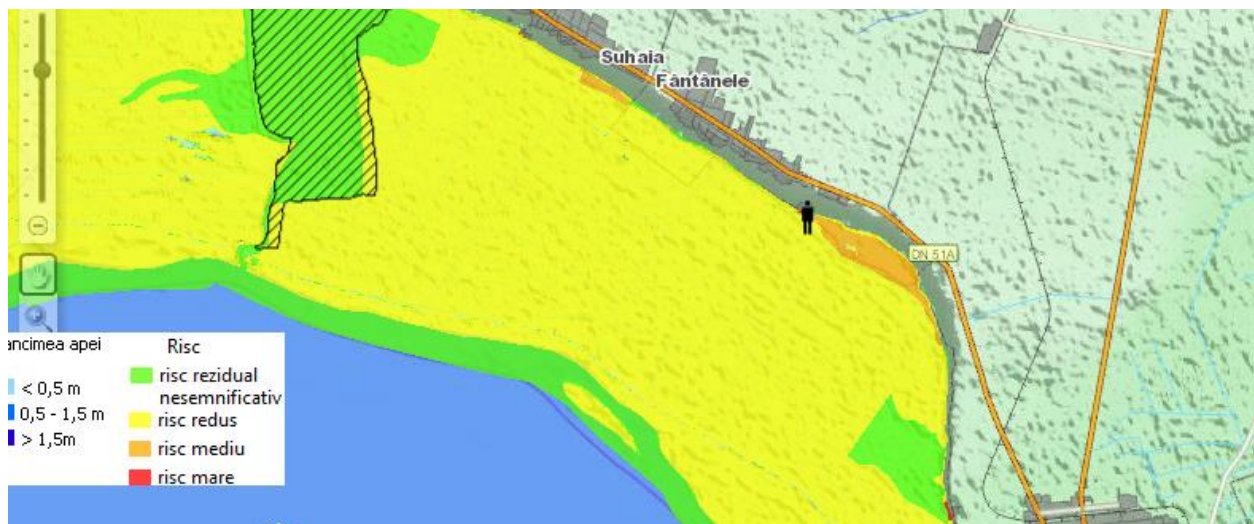 Suhaia
Fântânele
DN 51A
ancimea apei
< 0,5 m
0,5 - 1,5 m
> 1,5m
Risc
risc rezidual
nesemnificativ
risc redus
risc mediu
risc mare